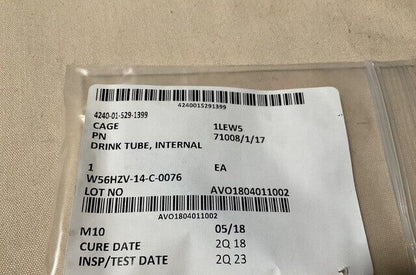 4240015291399
4240-01-529-1399
CAGE 1LEW5
PN 71008/1/17
DRINK TUBE, INTERNAL
1 EA
W56HZV-14-C-0076
LOT NO AVO1804011002
AVO1804011002
M10 05/18
CURE DATE 2Q 18
INSP/TEST DATE 2Q 23